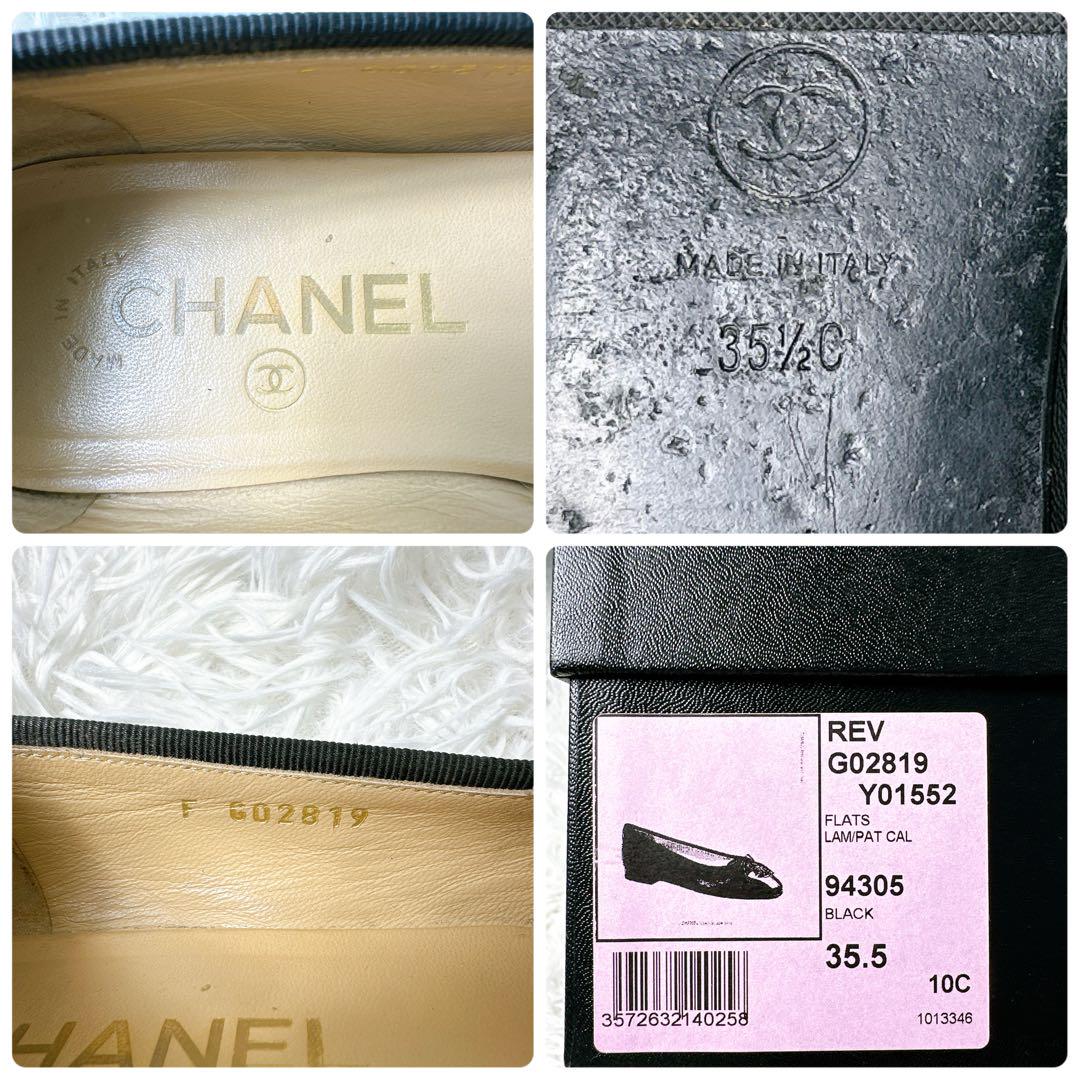 MADE IN ITALY
CHANEL
MADE IN ITALY
35½C
F G02819
HANEL
REV
G02819
Y01552
FLATS
LAM/PAT CAL
94305
BLACK
35.5
10C
3572632140258
1013346